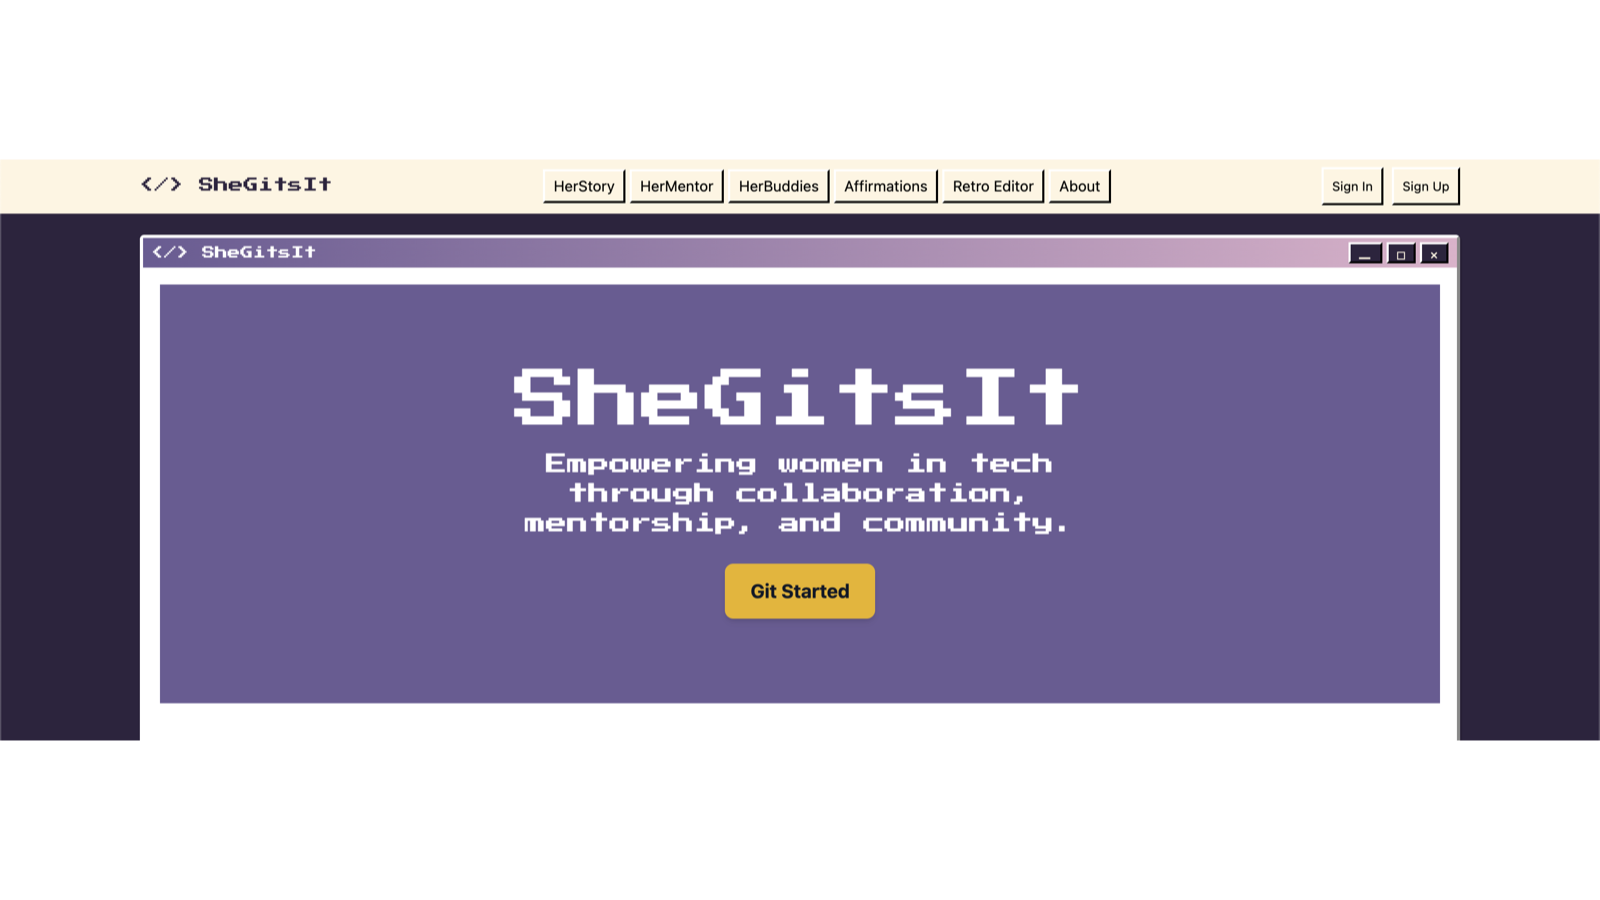 </> SheGitsIt
HerStory HerMentor HerBuddies Affirmations Retro Editor About
Sign In Sign Up
</> SheGitsIt
SheGitsIt
Empowering women in tech
through collaboration,
mentorship, and community.
Git Started